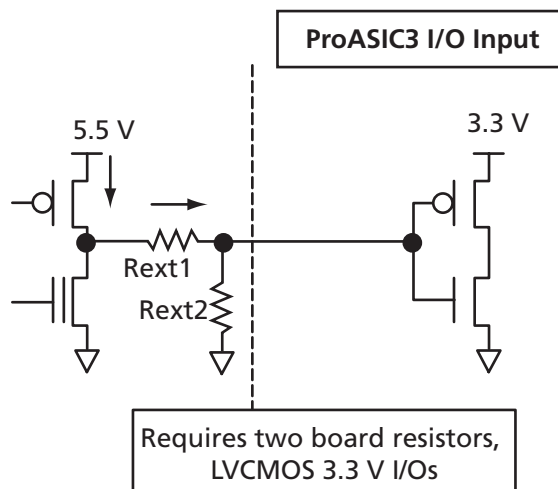 ProASIC3 I/O Input
5.5 V
3.3 V
Rext1
Rext2
Requires two board resistors,
LVCMOS 3.3 V I/Os